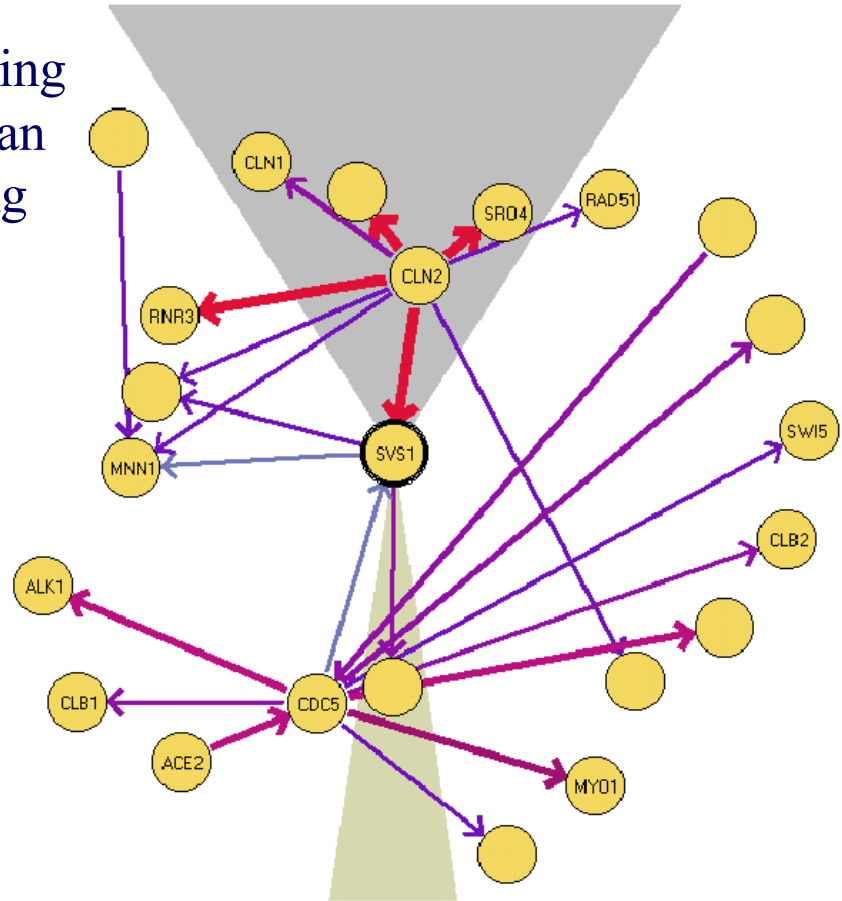 ing
an
g
CLN1
RAD51
SRO4
CLN2
RNR3
SWI5
SVS1
MNN1
CLB2
ALK1
CLB1
CDC5
ACE2
MYO1